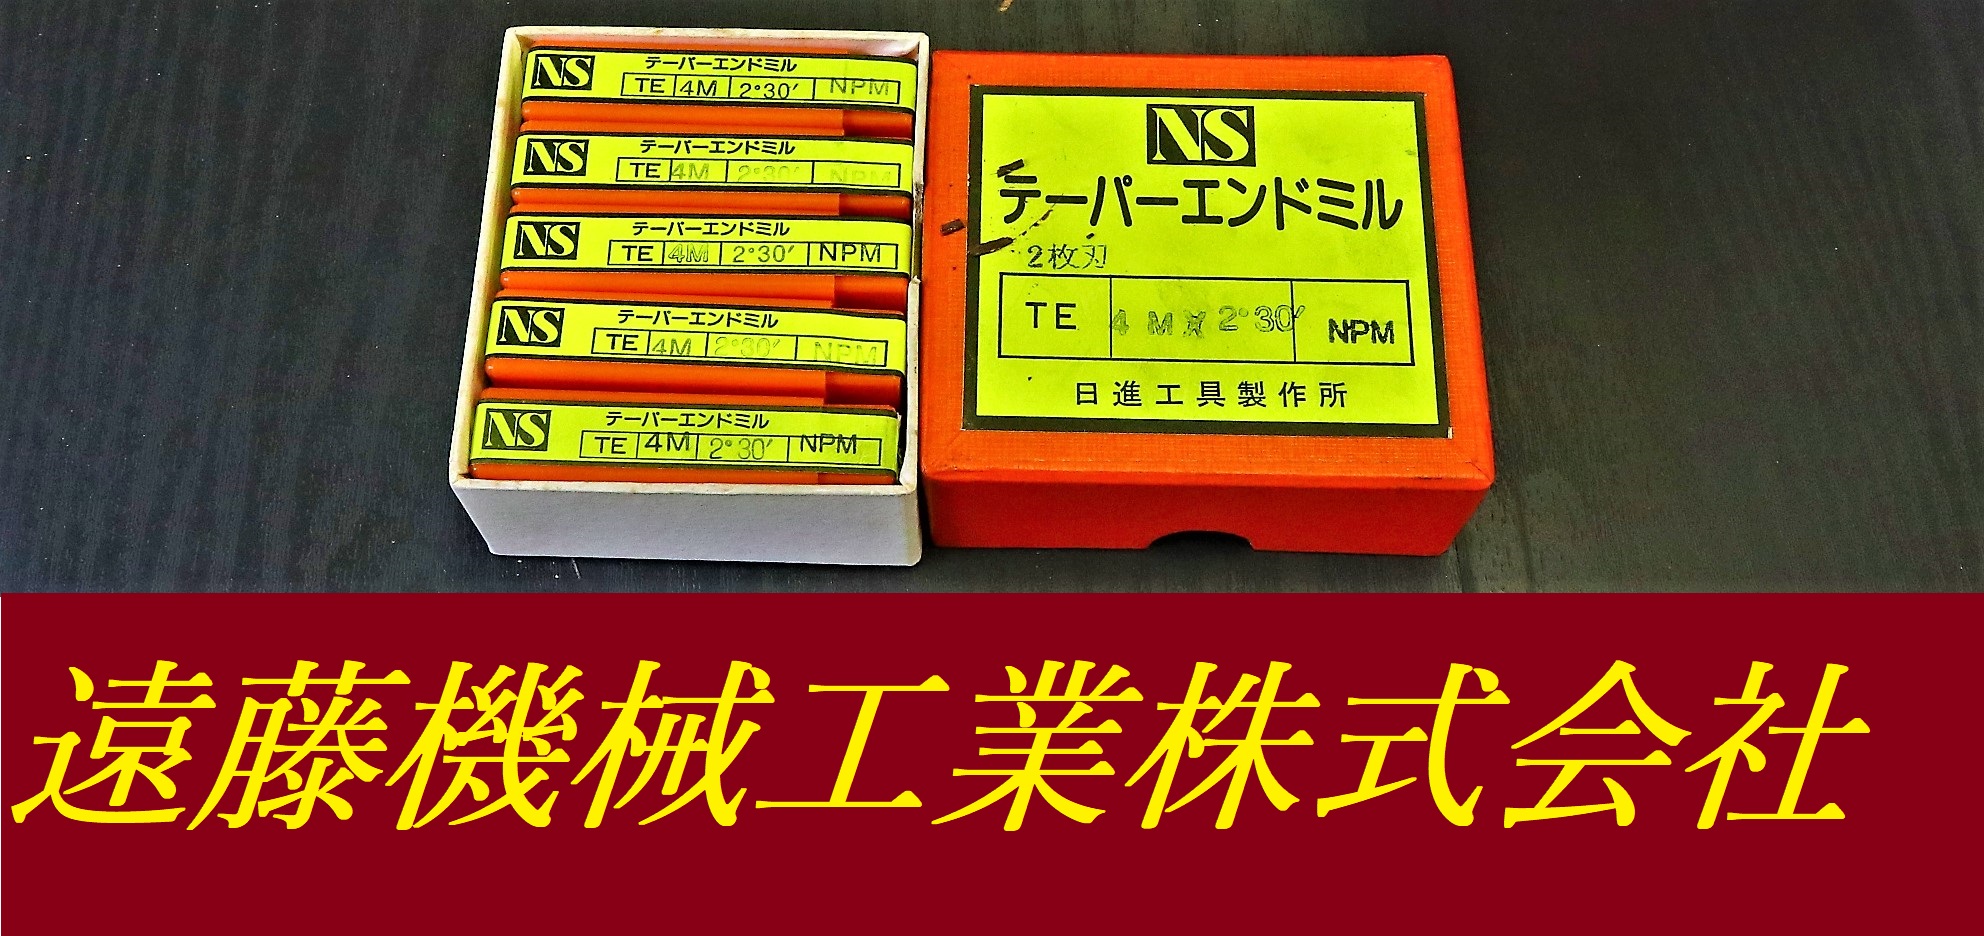 NS テーパーエンドミル
TE 4M 2°30′ NPM
NS テーパーエンドミル
TE 4M 2°30′ NPM
NS テーパーエンドミル
TE 4M 2°30′ NPM
NS テーパーエンドミル
TE 4M 2°30′ NPM
NS テーパーエンドミル
TE 4M 2°30′ NPM
NS
テーパーエンドミル
2枚刃
TE 4 M X 2°30′ NPM
日進工具製作所
遠藤機械工業株式会社